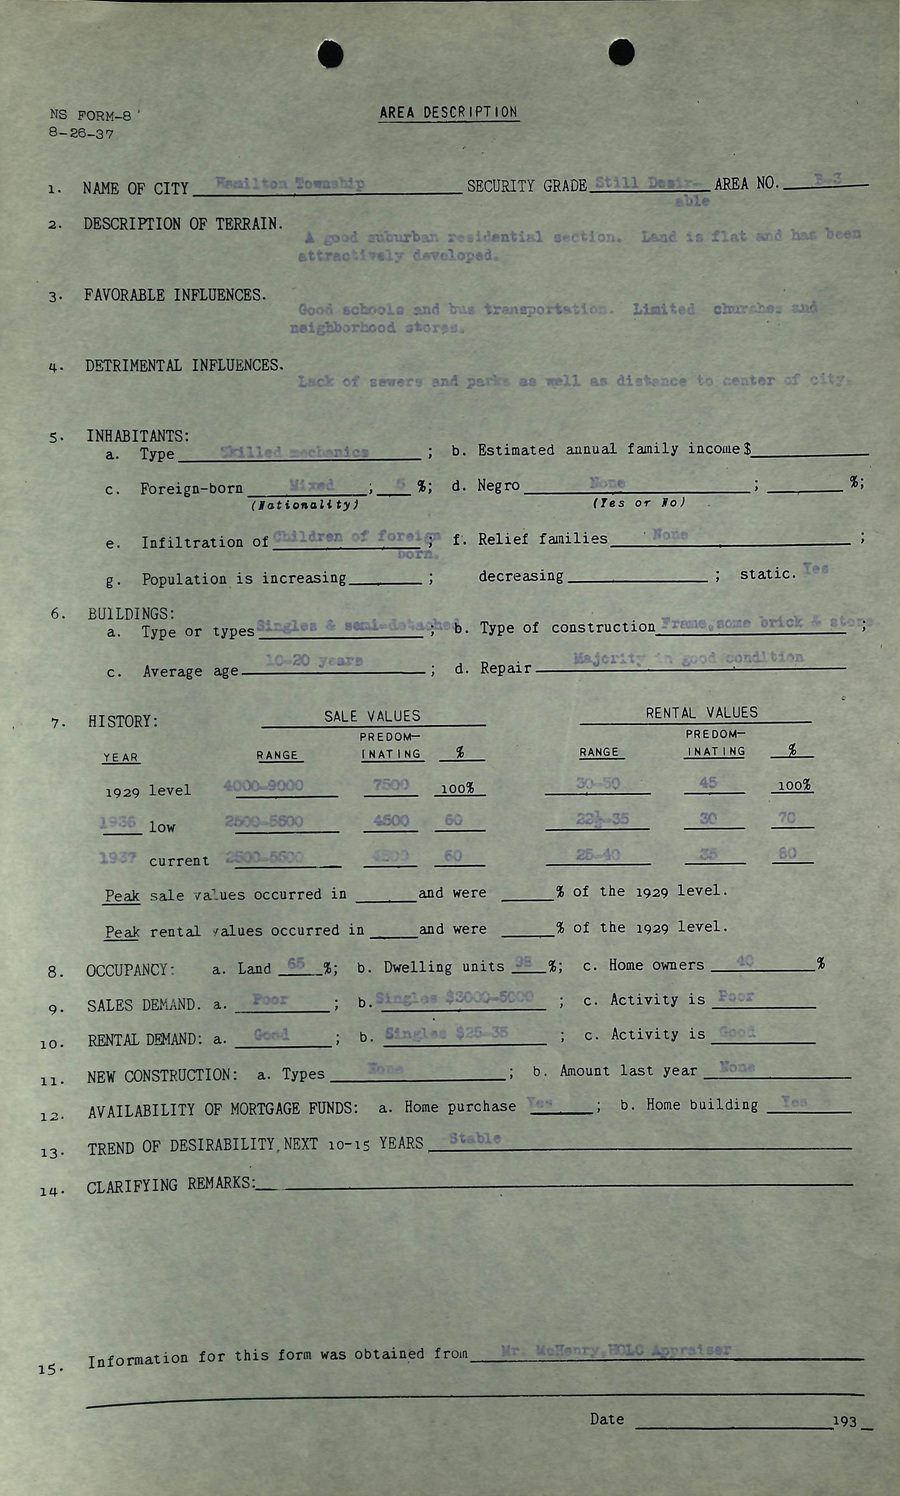 NS FORM-8
8-26-37
AREA DESCRIPTION
1. NAME OF CITY Hamilton Township SECURITY GRADE Still Desir- AREA NO. B-3
able
2. DESCRIPTION OF TERRAIN.
A good suburban residential section. Land is flat and has been
attractively developed.
3. FAVORABLE INFLUENCES.
Good schools and bus transportation. Limited churches and
neighborhood stores.
4. DETRIMENTAL INFLUENCES.
Lack of sewers and parks as well as distance to center of city.
5. INHABITANTS:
a. Type Skilled mechanics ; b. Estimated annual family income $
c. Foreign-born Mixed ; 5 %; d. Negro None ; %;
(Nationality) (Yes or No)
e. Infiltration of Children of foreign ; f. Relief families None ;
born.
g. Population is increasing ; decreasing ; static. Yes
6. BUILDINGS:
a. Type or types Singles & semi-detached ; b. Type of construction Frame, some brick & stone ;
c. Average age 10-20 years ; d. Repair Majority in good condition
7. HISTORY: SALE VALUES RENTAL VALUES
PREDOM- PREDOM-
YEAR RANGE INATING % RANGE INATING %
1929 level 4000-9000 7500 100% 30-50 45 100%
1936 low 2500-5500 4500 60 22½-35 30 70
1937 current 2500-5500 4500 60 25-40 35 80
Peak sale values occurred in and were % of the 1929 level.
Peak rental values occurred in and were % of the 1929 level.
8. OCCUPANCY: a. Land 65 %; b. Dwelling units 98 %; c. Home owners 40 %
9. SALES DEMAND. a. Poor ; b. Singles $3000-5000 ; c. Activity is Poor
10. RENTAL DEMAND: a. Good ; b. Singles $25-35 ; c. Activity is Good
11. NEW CONSTRUCTION: a. Types None ; b. Amount last year None
12. AVAILABILITY OF MORTGAGE FUNDS: a. Home purchase Yes ; b. Home building Yes
13. TREND OF DESIRABILITY, NEXT 10-15 YEARS Stable
14. CLARIFYING REMARKS:
15. Information for this form was obtained from Mr. McHenry, HOLC Appraiser
Date 193